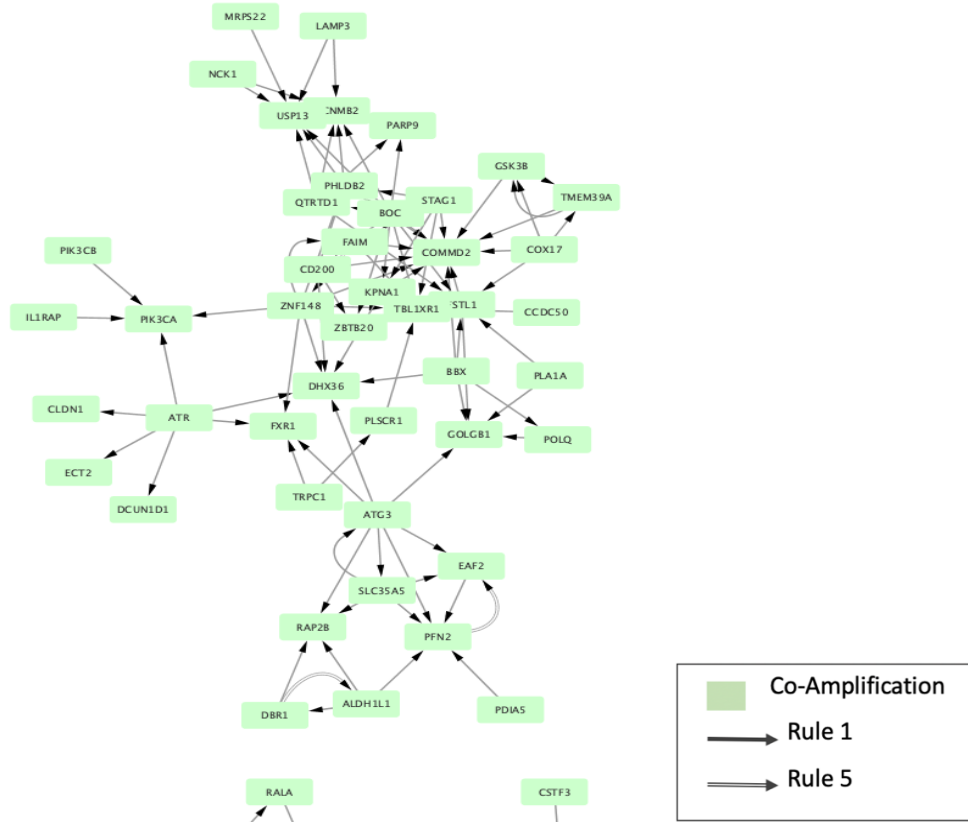 MRPS22
LAMP3
NCK1
USP13
PARP9
GSK3B
PHLDB2
TMEM39A
QTRTD1
STAG1
BOC
FAIM
COMMD2
COX17
PIK3CB
CD200
KPNA1
ZNF148
TBL1XR1
CCDC50
IL1RAP
PIK3CA
ZBTB20
BBX
PLA1A
DHX36
CLDN1
ATR
PLSCR1
FXR1
GOLGB1
POLQ
ECT2
TRPC1
DCUN1D1
ATG3
EAF2
SLC35A5
RAP2B
PFN2
ALDH1L1
DBR1
PDIA5
Co-Amplification
Rule 1
Rule 5
RALA
CSTF3